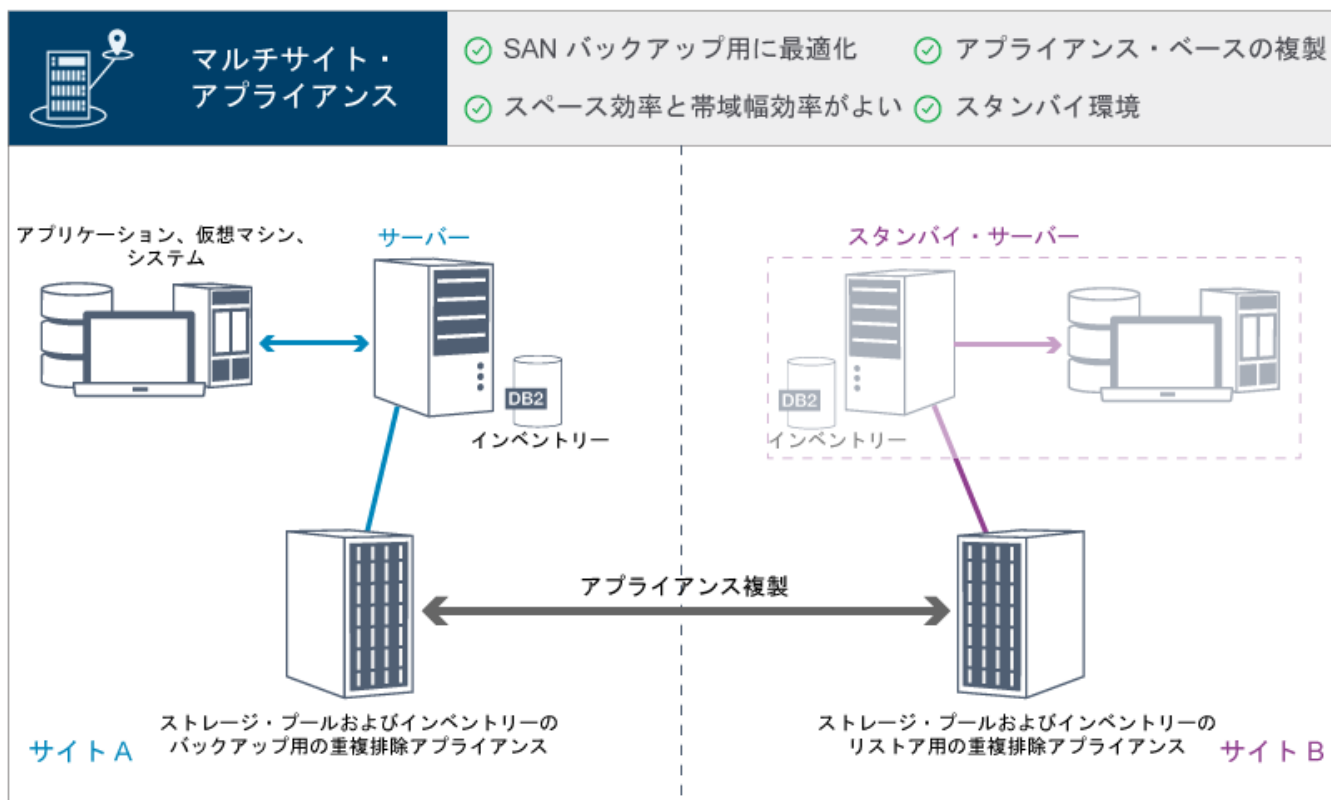 マルチサイト・
アプライアンス
SAN バックアップ用に最適化
アプライアンス・ベースの複製
スペース効率と帯域幅効率がよい
スタンバイ環境
アプリケーション、仮想マシン、
システム
サーバー
DB2
インベントリー
スタンバイ・サーバー
DB2
インベントリー
アプライアンス複製
ストレージ・プールおよびインベントリーの
バックアップ用の重複排除アプライアンス
サイト A
ストレージ・プールおよびインベントリーの
リストア用の重複排除アプライアンス
サイト B